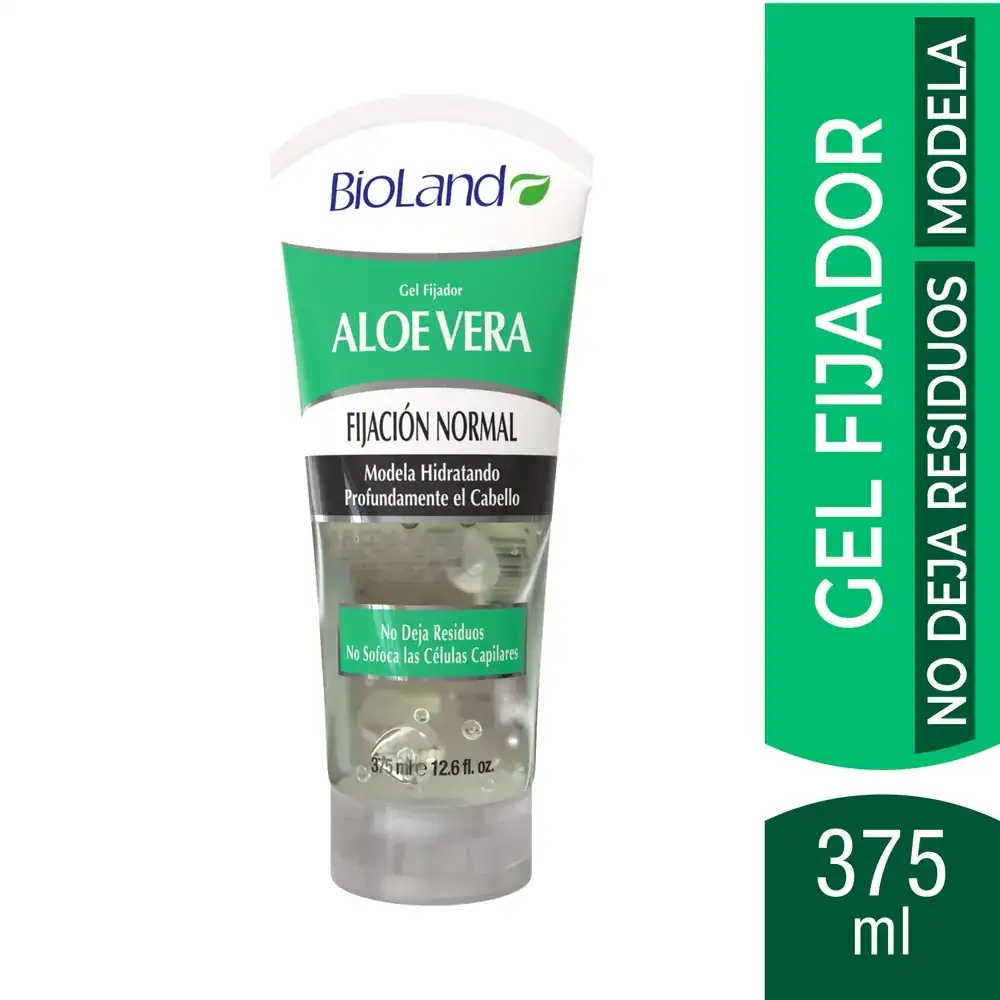 BioLand
Gel Fijador
ALOE VERA
FIJACIÓN NORMAL
Modela Hidratando
Profundamente el Cabello
No Deja Residuos
No Sofoca las Células Capilares
375 ml e 12.6 fl. oz.
GEL FIJADOR
NO DEJA RESIDUOS
MODELA
375
ml